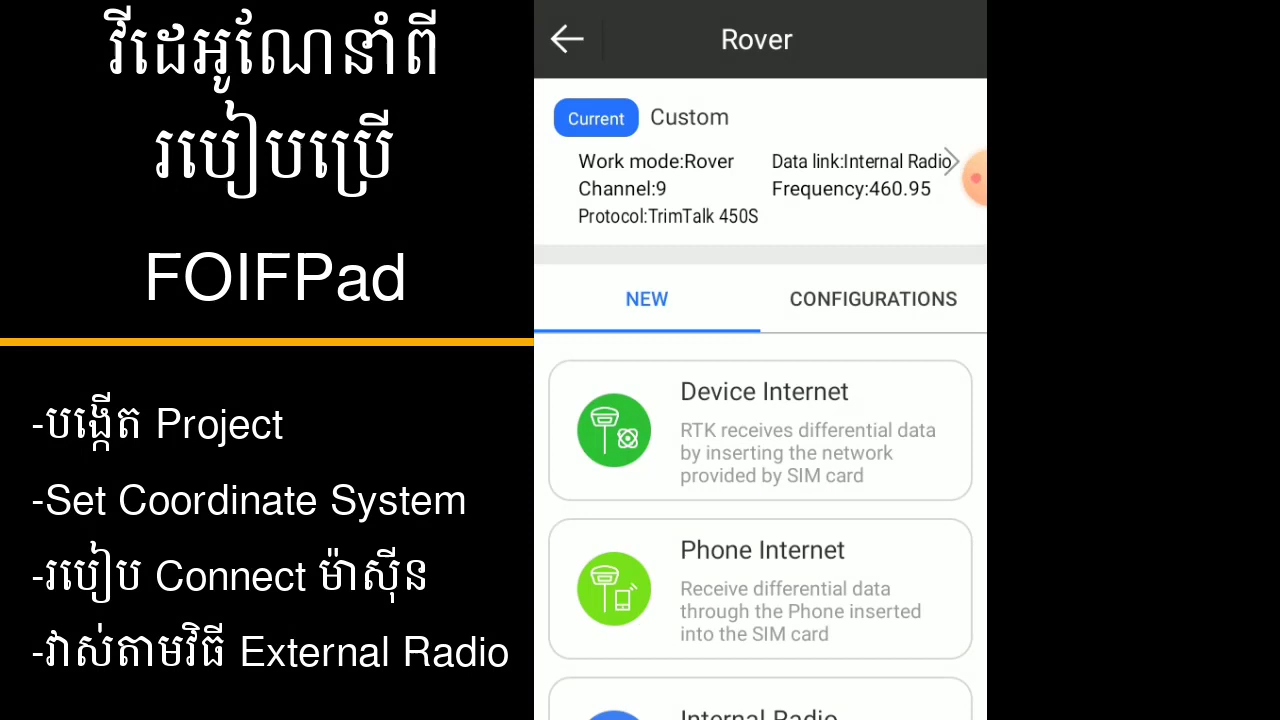 វីដេអូណែនាំពី
របៀបប្រើ
FOIFPad
-បង្កើត Project
-Set Coordinate System
-របៀប Connect ម៉ាស៊ីន
-វាស់តាមវិធី External Radio
Rover
Current Custom
Work mode:Rover Data link:Internal Radio
Channel:9 Frequency:460.95
Protocol:TrimTalk 450S
NEW CONFIGURATIONS
Device Internet
RTK receives differential data
by inserting the network
provided by SIM card
Phone Internet
Receive differential data
through the Phone inserted
into the SIM card
Internal Radio